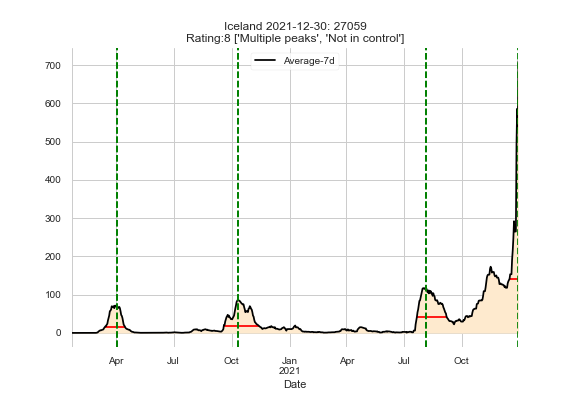 Iceland 2021-12-30: 27059
Rating:8 ['Multiple peaks', 'Not in control']
Average-7d
700
600
500
400
300
200
100
0
Apr Jul Oct Jan Apr Jul Oct
2021
Date